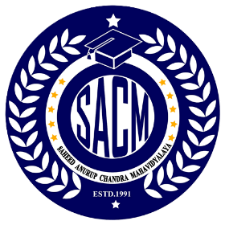 SACM
SAHEED ANURUP CHANDRA MAHAVIDYALAYA
ESTD.1991